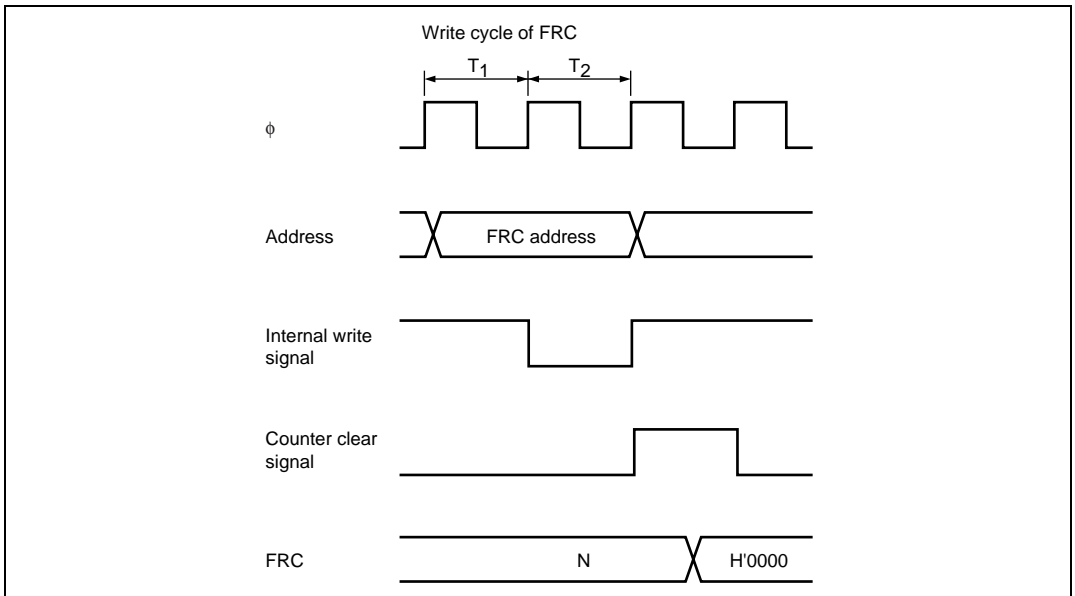 Write cycle of FRC
T1 T2
ϕ
Address
FRC address
Internal write
signal
Counter clear
signal
FRC
N
H'0000